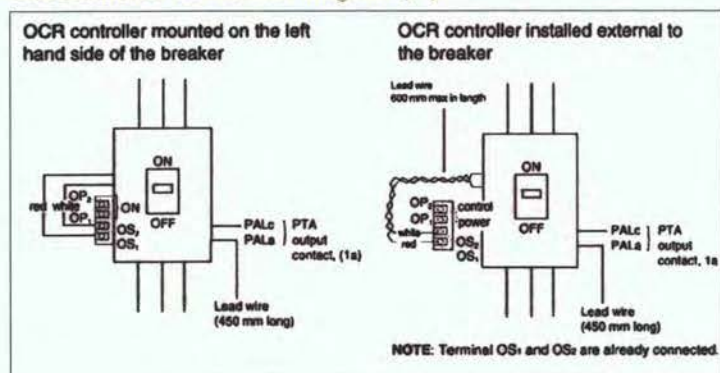 OCR controller mounted on the left
hand side of the breaker
ON
OFF
red white
OP₂
OP₁
ON
OS₂
OS₁
PALc
PALa
PTA
output
contact, (1a)
Lead wire
(450 mm long)
OCR controller installed external to
the breaker
Lead wire
600 mm max in length
ON
OFF
OP₂
OP₁
white
red
control
power
OS₂
OS₁
PALc
PALa
PTA
output
contact, 1a
Lead wire
(450 mm long)
NOTE: Terminal OS₁ and OS₂ are already connected.